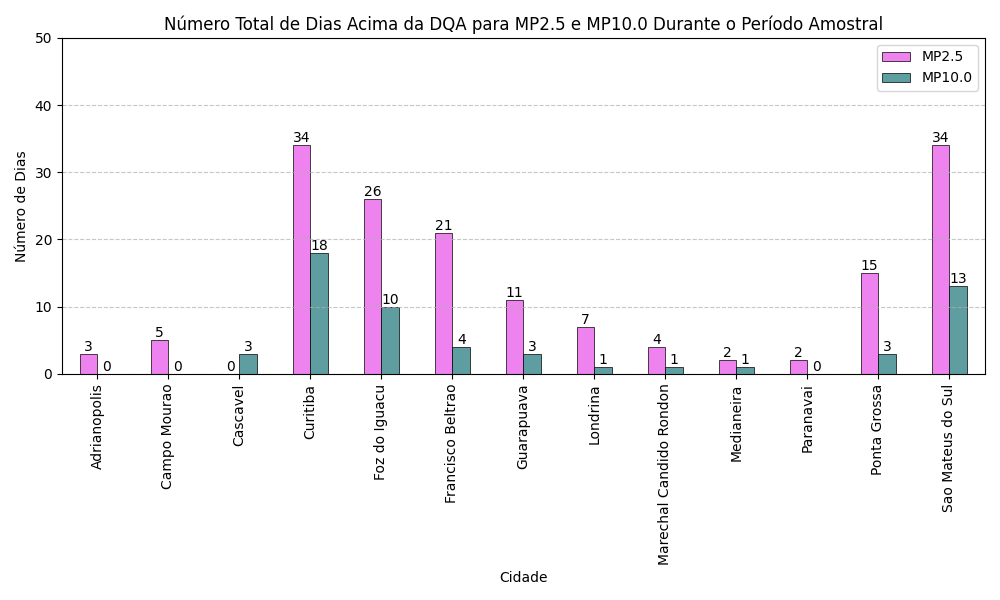 Número Total de Dias Acima da DQA para MP2.5 e MP10.0 Durante o Período Amostral
MP2.5
MP10.0
Número de Dias
50
40
30
20
10
0
3 0
5 0
0 3
34 18
26 10
21 4
11 3
7 1
4 1
2 1
2 0
15 3
34 13
Adrianopolis
Campo Mourao
Cascavel
Curitiba
Foz do Iguacu
Francisco Beltrao
Guarapuava
Londrina
Marechal Candido Rondon
Medianeira
Paranavai
Ponta Grossa
Sao Mateus do Sul
Cidade